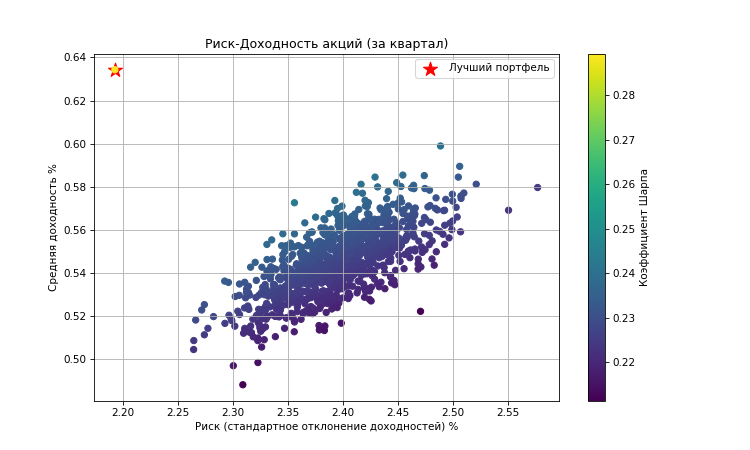 Риск-Доходность акций (за квартал)
Лучший портфель
Средняя доходность %
0.64
0.62
0.60
0.58
0.56
0.54
0.52
0.50
2.20 2.25 2.30 2.35 2.40 2.45 2.50 2.55
Риск (стандартное отклонение доходностей) %
0.28
0.27
0.26
0.25
0.24
0.23
0.22
Коэффициент Шарпа